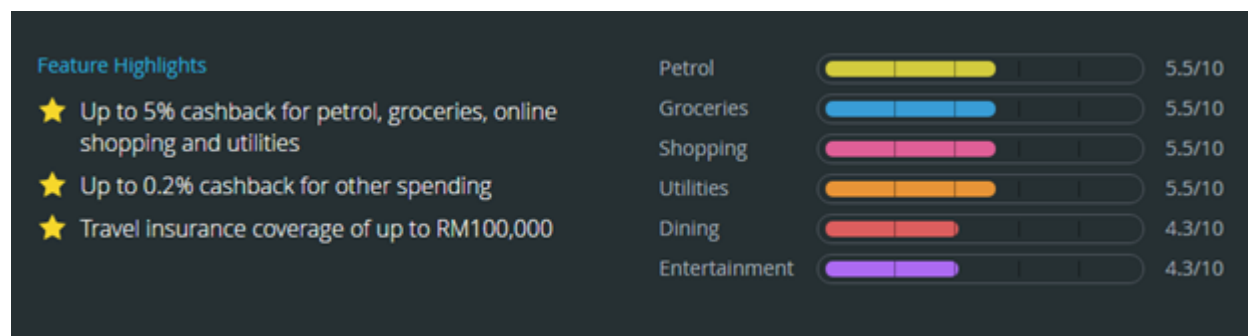 Feature Highlights
Up to 5% cashback for petrol, groceries, online
shopping and utilities
Up to 0.2% cashback for other spending
Travel insurance coverage of up to RM100,000
Petrol 5.5/10
Groceries 5.5/10
Shopping 5.5/10
Utilities 5.5/10
Dining 4.3/10
Entertainment 4.3/10